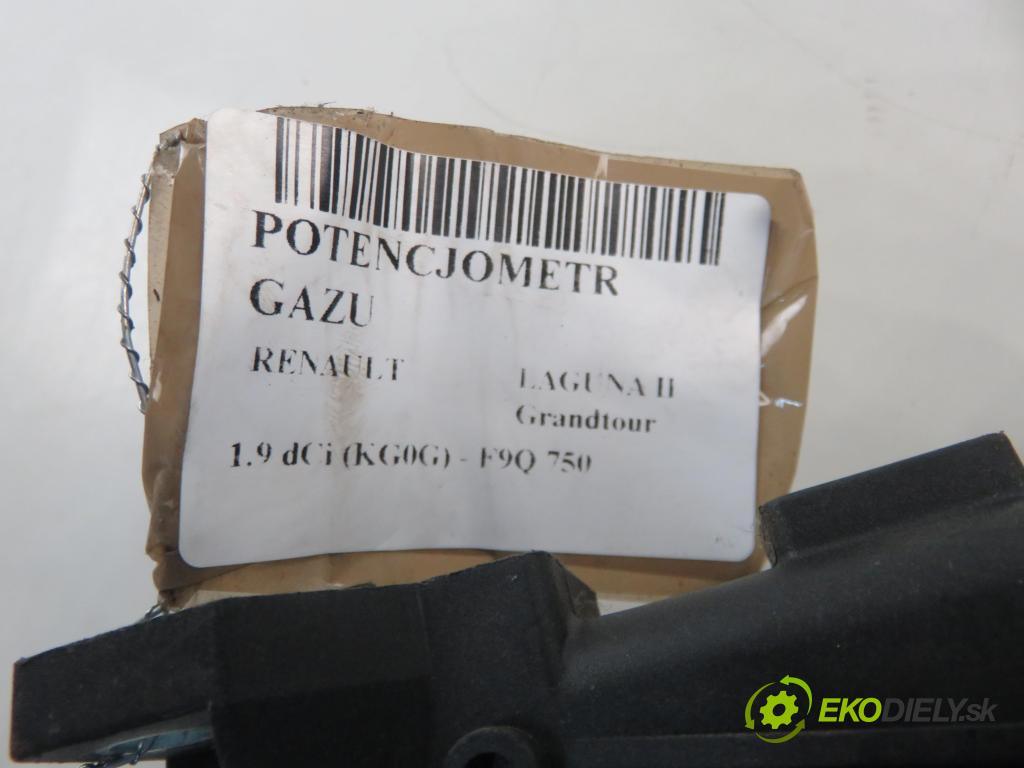 POTENCJOMETR
GAZU
RENAULT LAGUNA II
Grandtour
1.9 dCi (KG0G) - F9Q 750
EKODIELY.sk